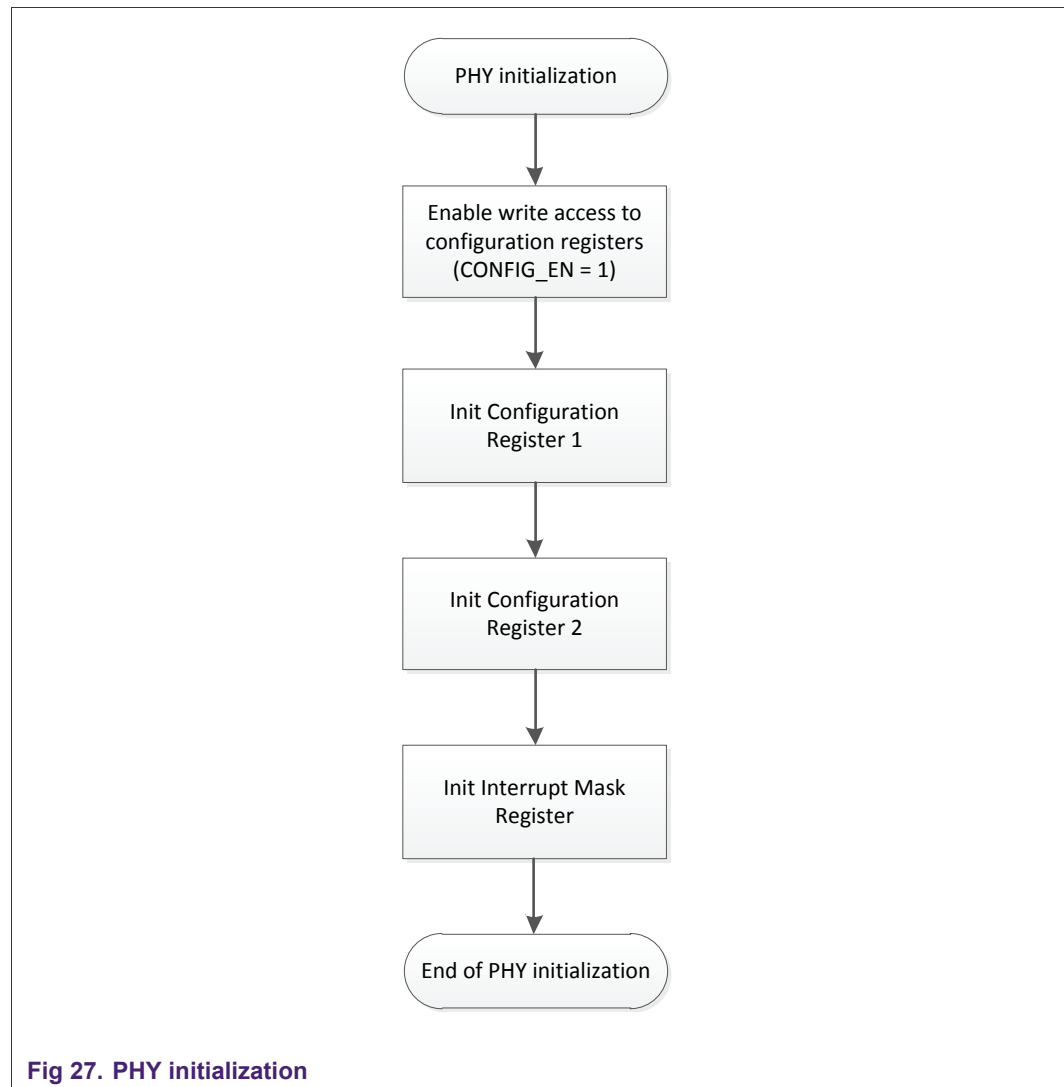 PHY initialization
Enable write access to
configuration registers
(CONFIG_EN = 1)
Init Configuration
Register 1
Init Configuration
Register 2
Init Interrupt Mask
Register
End of PHY initialization
Fig 27. PHY initialization